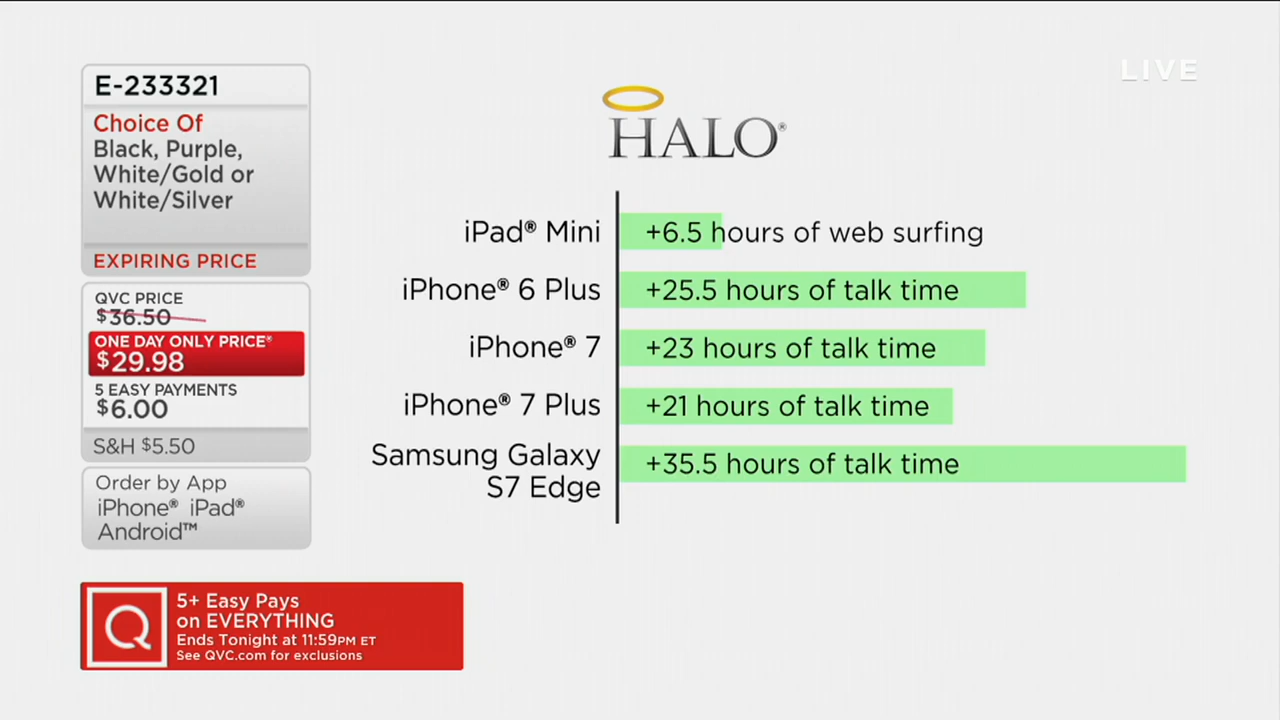 E-233321
Choice Of
Black, Purple,
White/Gold or
White/Silver
EXPIRING PRICE
QVC PRICE
$36.50
ONE DAY ONLY PRICE®
$29.98
5 EASY PAYMENTS
$6.00
S&H $5.50
Order by App
iPhone® iPad®
Android™
Q
5+ Easy Pays
on EVERYTHING
Ends Tonight at 11:59PM ET
See QVC.com for exclusions
LIVE
HALO®
iPad® Mini +6.5 hours of web surfing
iPhone® 6 Plus +25.5 hours of talk time
iPhone® 7 +23 hours of talk time
iPhone® 7 Plus +21 hours of talk time
Samsung Galaxy +35.5 hours of talk time
S7 Edge